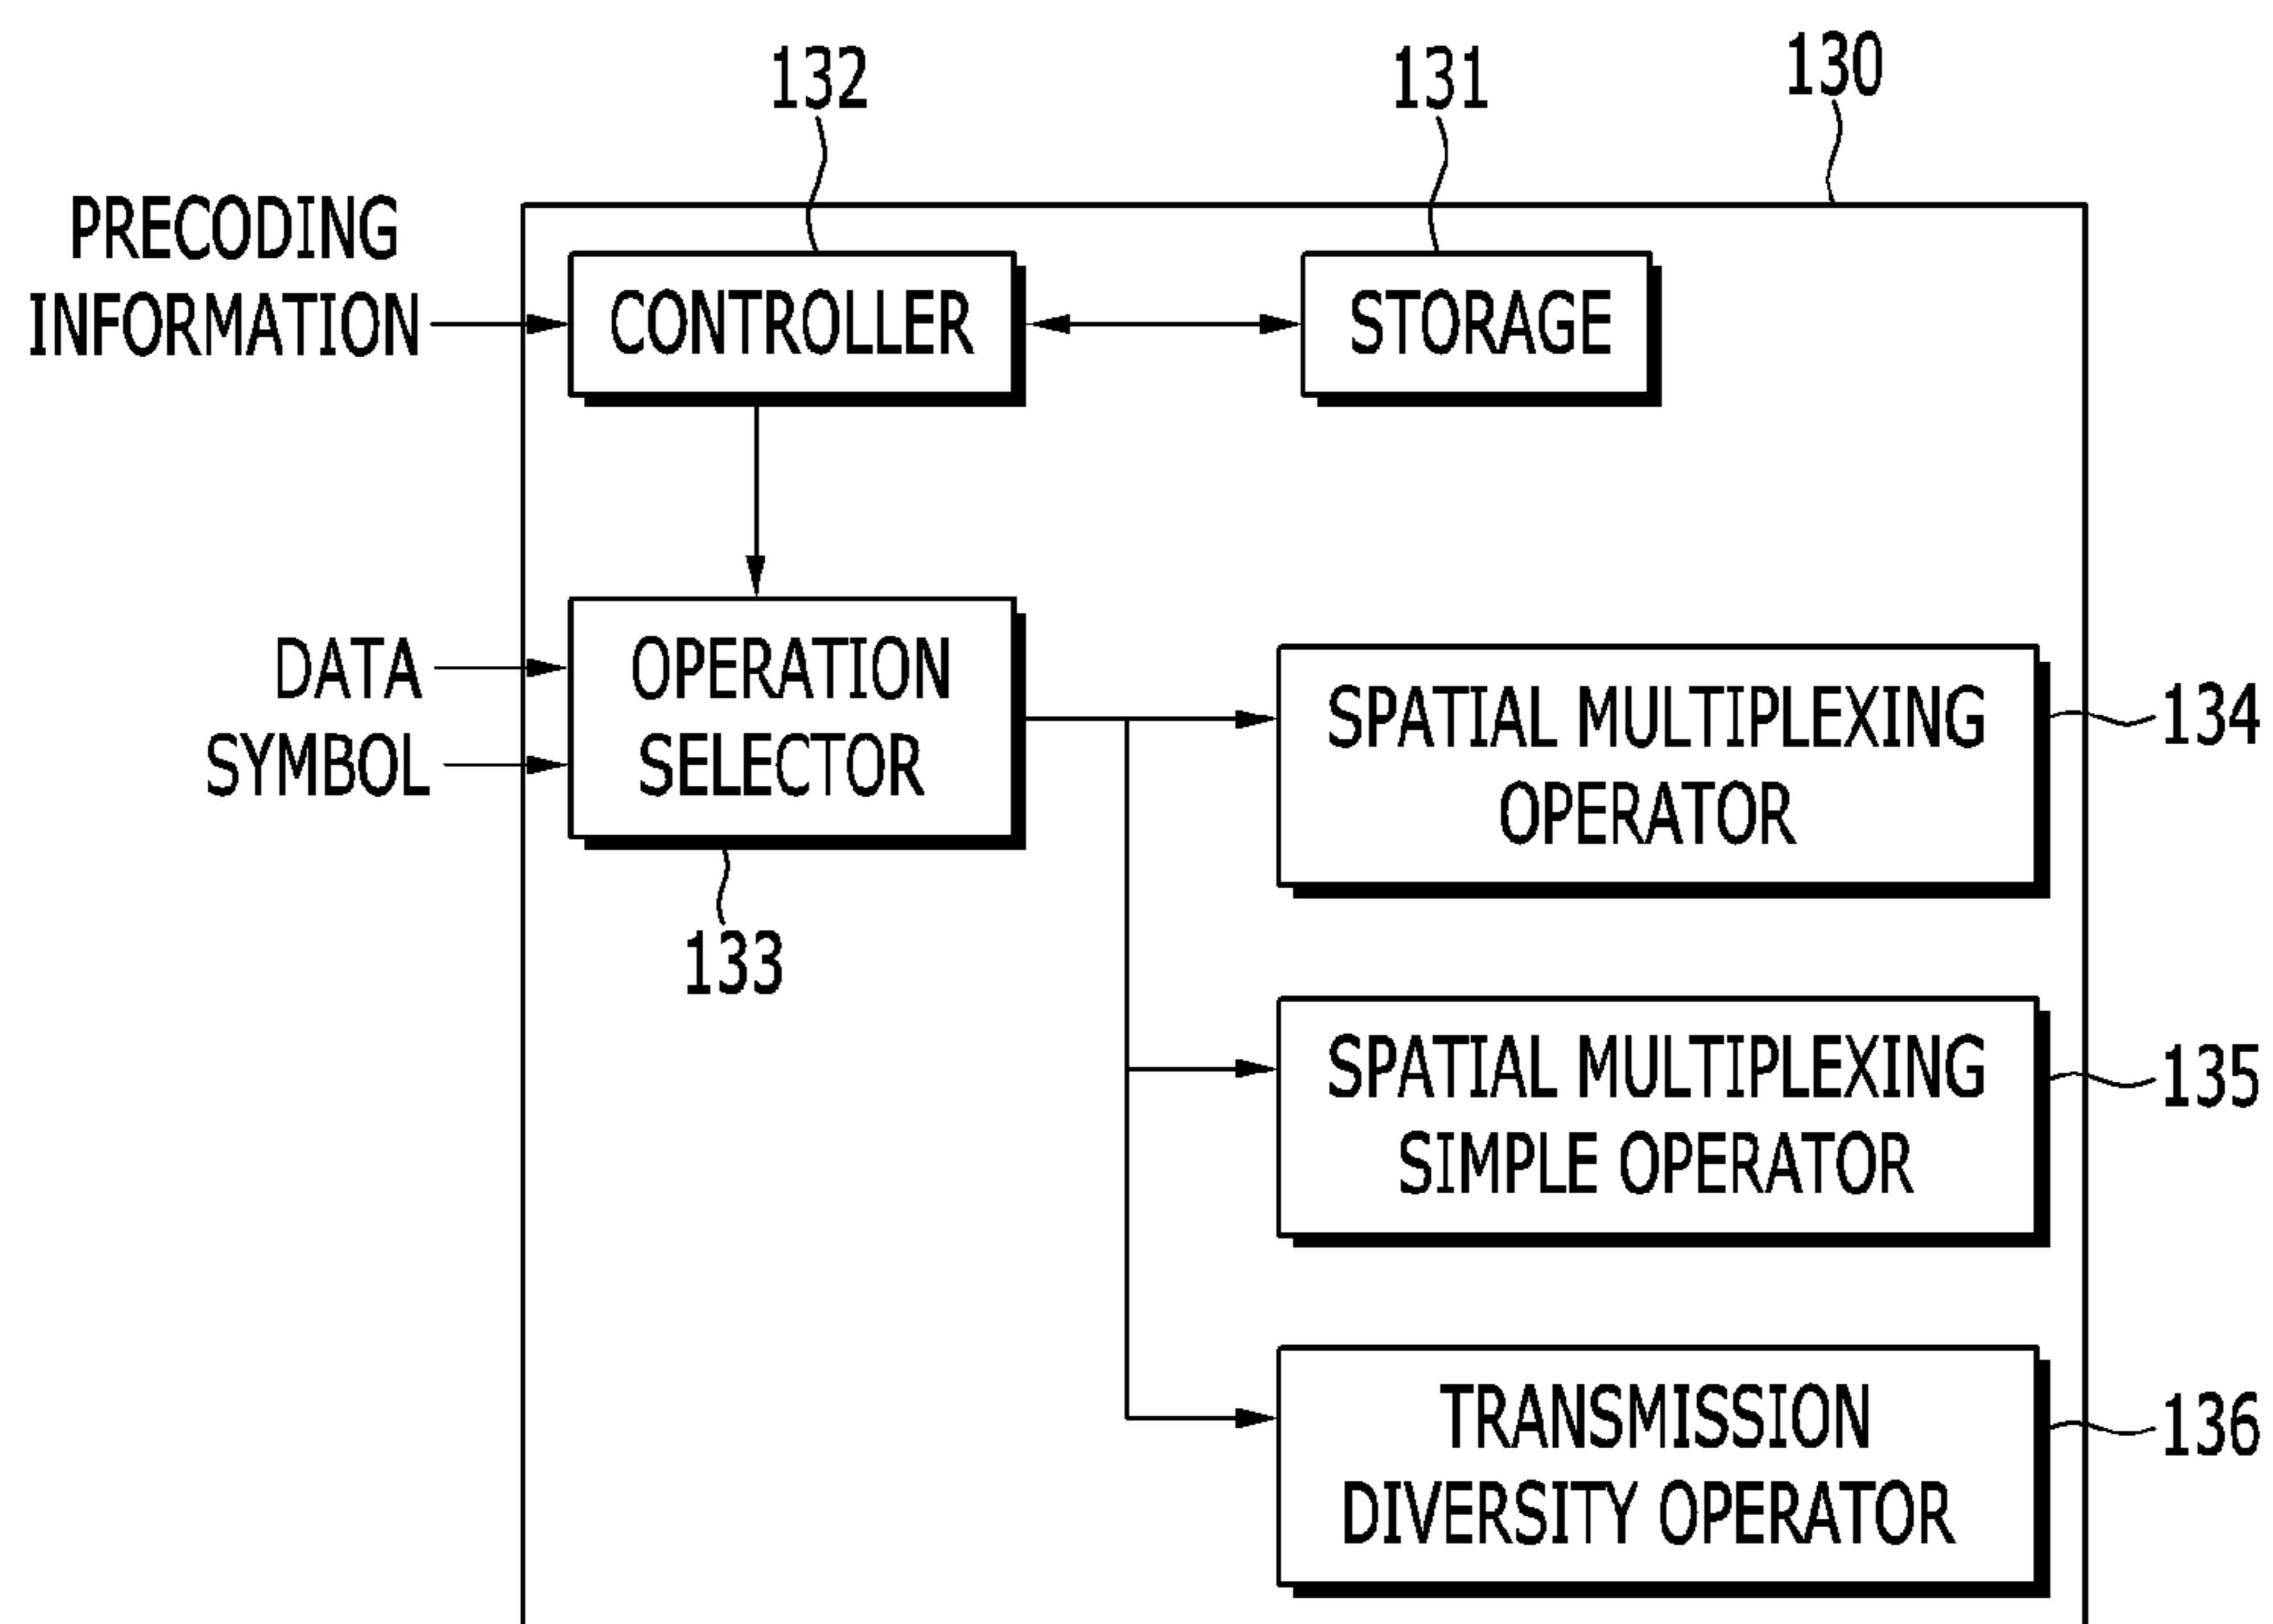 132
131
130
PRECODING
INFORMATION
CONTROLLER
STORAGE
DATA
SYMBOL
OPERATION
SELECTOR
133
SPATIAL MULTIPLEXING
OPERATOR
134
SPATIAL MULTIPLEXING
SIMPLE OPERATOR
135
TRANSMISSION
DIVERSITY OPERATOR
136